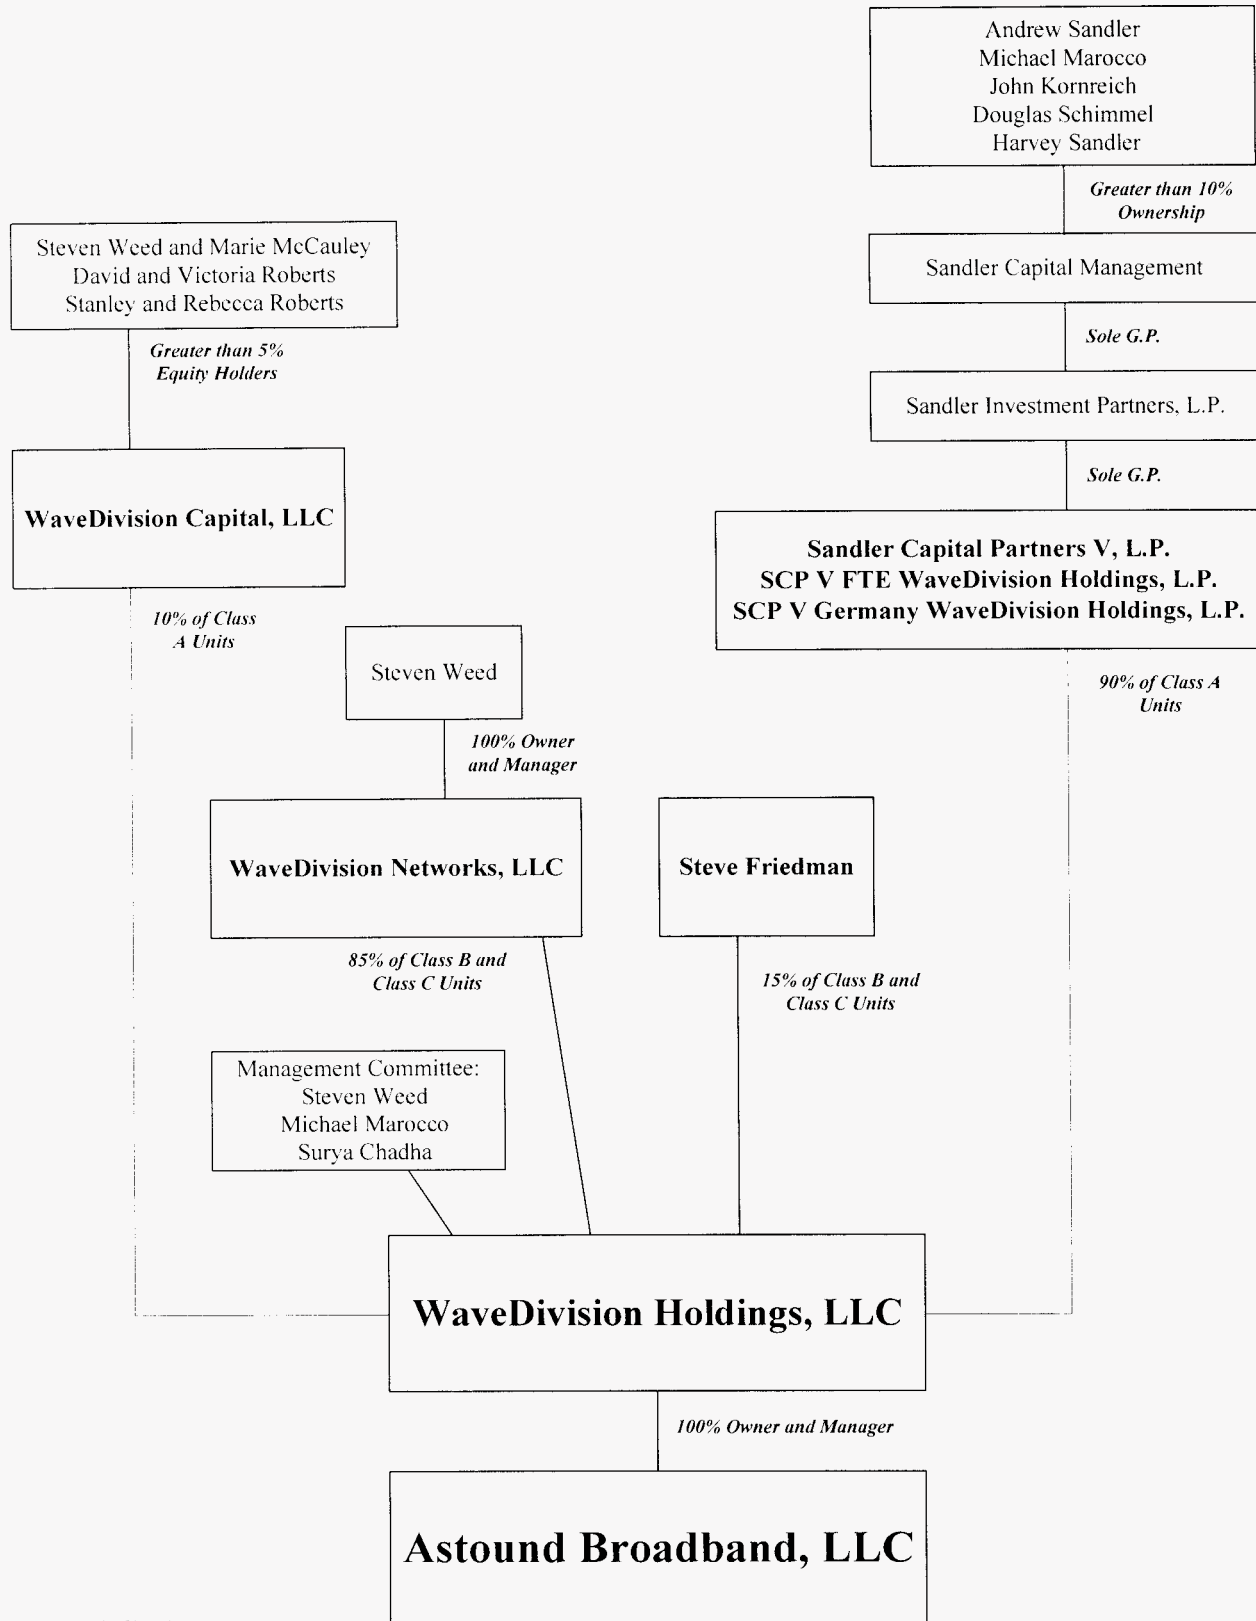 Andrew Sandler
Michael Marocco
John Kornreich
Douglas Schimmel
Harvey Sandler
Greater than 10%
Ownership
Sandler Capital Management
Sole G.P.
Sandler Investment Partners, L.P.
Sole G.P.
Sandler Capital Partners V, L.P.
SCP V FTE WaveDivision Holdings, L.P.
SCP V Germany WaveDivision Holdings, L.P.
90% of Class A
Units
Steven Weed and Marie McCauley
David and Victoria Roberts
Stanley and Rebecca Roberts
Greater than 5%
Equity Holders
WaveDivision Capital, LLC
10% of Class
A Units
Steven Weed
100% Owner
and Manager
WaveDivision Networks, LLC
85% of Class B and
Class C Units
Steve Friedman
15% of Class B and
Class C Units
Management Committee:
Steven Weed
Michael Marocco
Surya Chadha
WaveDivision Holdings, LLC
100% Owner and Manager
Astound Broadband, LLC